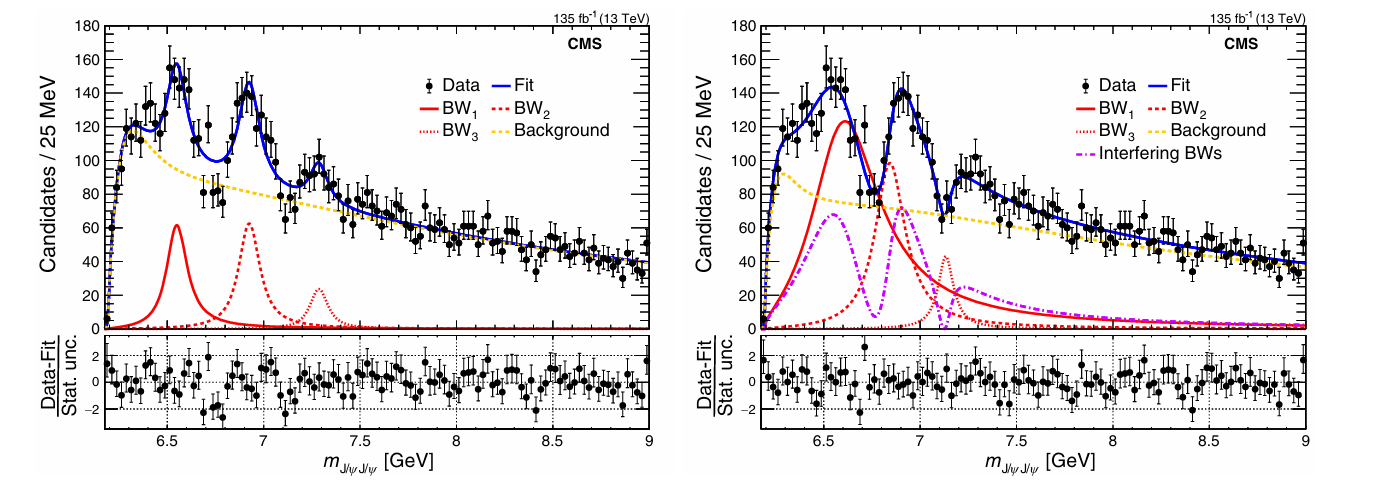 135 fb⁻¹ (13 TeV)
CMS
Candidates / 25 MeV
180
160
140
120
100
80
60
40
20
0
Data Fit
BW₁ BW₂
BW₃ Background
Data-Fit
Stat. unc.
2
0
−2
6.5 7 7.5 8 8.5 9
m_J/ψJ/ψ [GeV]
135 fb⁻¹ (13 TeV)
CMS
Candidates / 25 MeV
180
160
140
120
100
80
60
40
20
0
Data Fit
BW₁ BW₂
BW₃ Background
Interfering BWs
Data-Fit
Stat. unc.
2
0
−2
6.5 7 7.5 8 8.5 9
m_J/ψJ/ψ [GeV]